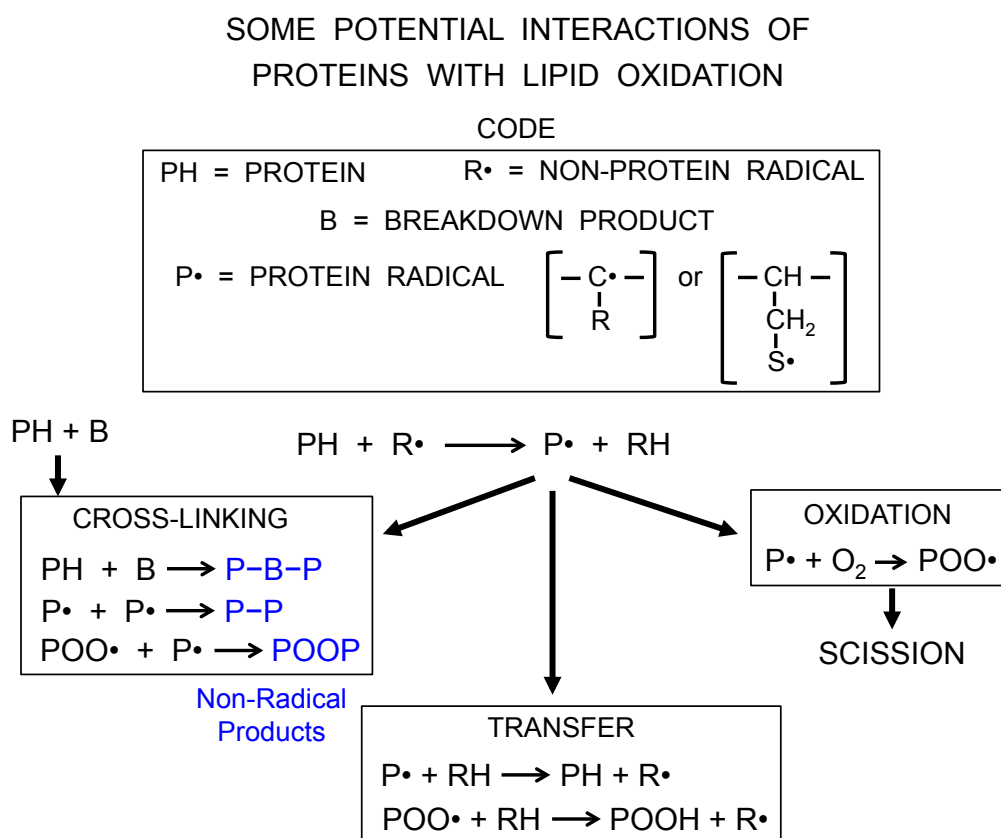 SOME POTENTIAL INTERACTIONS OF
PROTEINS WITH LIPID OXIDATION
CODE
PH = PROTEIN R• = NON-PROTEIN RADICAL
B = BREAKDOWN PRODUCT
P• = PROTEIN RADICAL [–C•–] or [–CH–]
R
CH₂
S•
PH + B
PH + R• ⟶ P• + RH
CROSS-LINKING
PH + B ⟶ P–B–P
P• + P• ⟶ P–P
POO• + P• ⟶ POOP
Non-Radical
Products
OXIDATION
P• + O₂ → POO•
SCISSION
TRANSFER
P• + RH ⟶ PH + R•
POO• + RH ⟶ POOH + R•